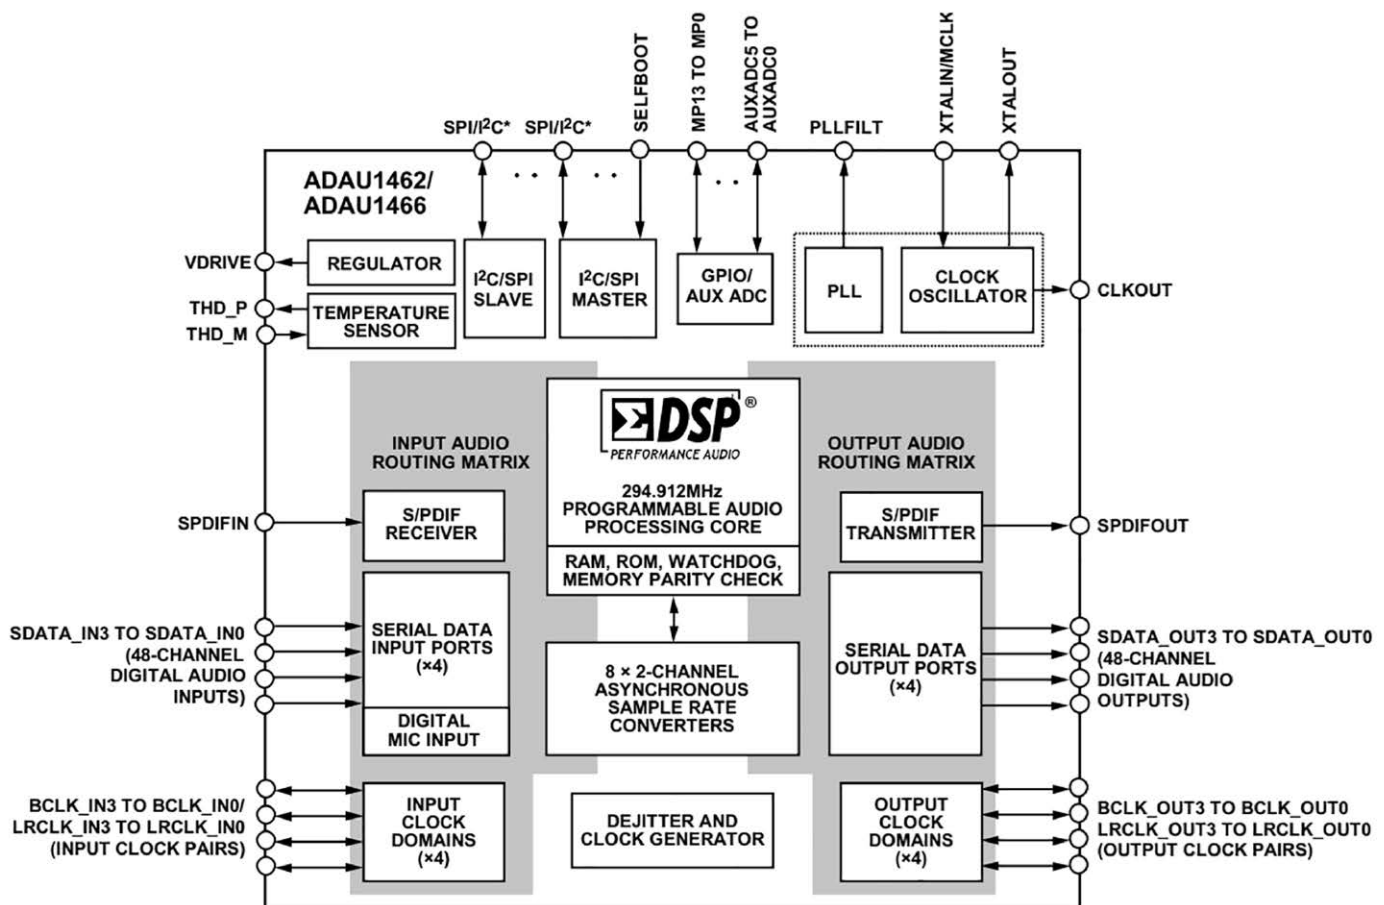 SELFBOOT
MP13 TO MP0
AUXADC5 TO
AUXADC0
XTALIN/MCLK
XTALOUT
SPI/I²C*
SPI/I²C*
PLLFILT
ADAU1462/
ADAU1466
VDRIVE
REGULATOR
THD_P
THD_M
TEMPERATURE
SENSOR
I²C/SPI
SLAVE
I²C/SPI
MASTER
GPIO/
AUX ADC
PLL
CLOCK
OSCILLATOR
CLKOUT
INPUT AUDIO
ROUTING MATRIX
ΣDSP®
PERFORMANCE AUDIO
294.912MHz
PROGRAMMABLE AUDIO
PROCESSING CORE
RAM, ROM, WATCHDOG,
MEMORY PARITY CHECK
OUTPUT AUDIO
ROUTING MATRIX
SPDIFIN
S/PDIF
RECEIVER
S/PDIF
TRANSMITTER
SPDIFOUT
SDATA_IN3 TO SDATA_IN0
(48-CHANNEL
DIGITAL AUDIO
INPUTS)
SERIAL DATA
INPUT PORTS
(×4)
DIGITAL
MIC INPUT
8 × 2-CHANNEL
ASYNCHRONOUS
SAMPLE RATE
CONVERTERS
SERIAL DATA
OUTPUT PORTS
(×4)
SDATA_OUT3 TO SDATA_OUT0
(48-CHANNEL
DIGITAL AUDIO
OUTPUTS)
BCLK_IN3 TO BCLK_IN0/
LRCLK_IN3 TO LRCLK_IN0
(INPUT CLOCK PAIRS)
INPUT
CLOCK
DOMAINS
(×4)
DEJITTER AND
CLOCK GENERATOR
OUTPUT
CLOCK
DOMAINS
(×4)
BCLK_OUT3 TO BCLK_OUT0
LRCLK_OUT3 TO LRCLK_OUT0
(OUTPUT CLOCK PAIRS)